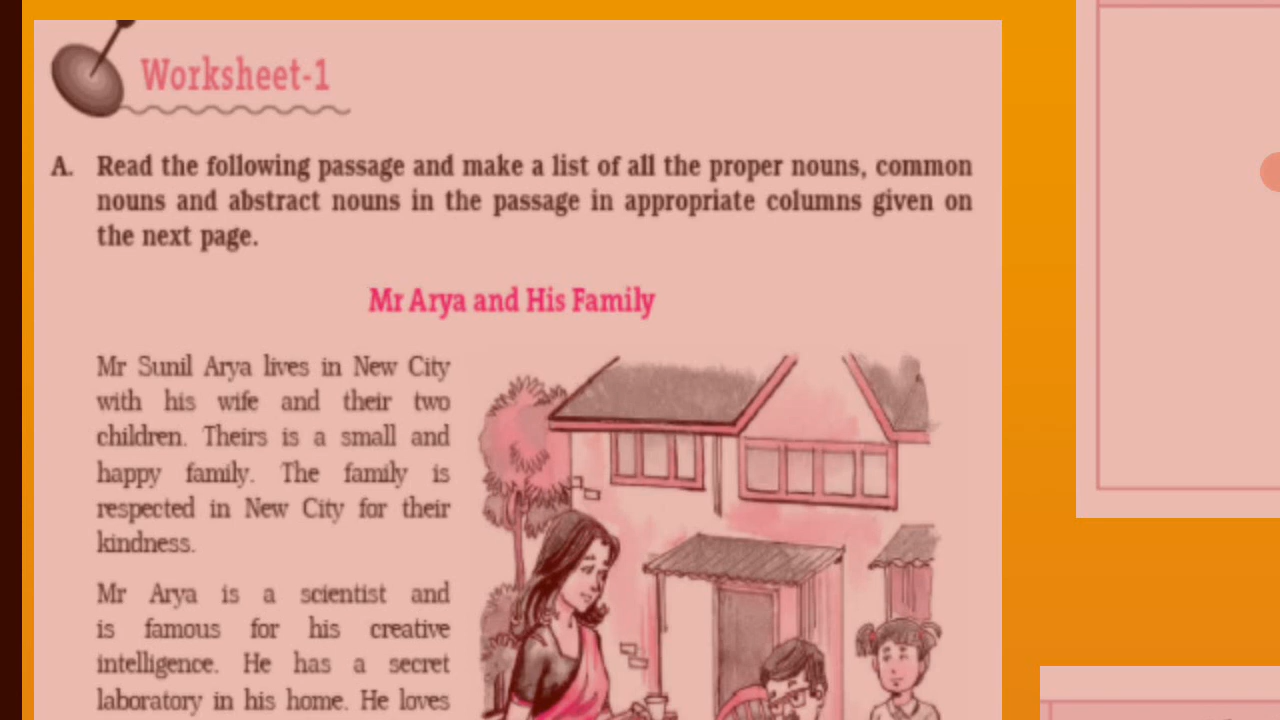 Worksheet-1
A. Read the following passage and make a list of all the proper nouns, common
nouns and abstract nouns in the passage in appropriate columns given on
the next page.
Mr Arya and His Family
Mr Sunil Arya lives in New City
with his wife and their two
children. Theirs is a small and
happy family. The family is
respected in New City for their
kindness.
Mr Arya is a scientist and
is famous for his creative
intelligence. He has a secret
laboratory in his home. He loves